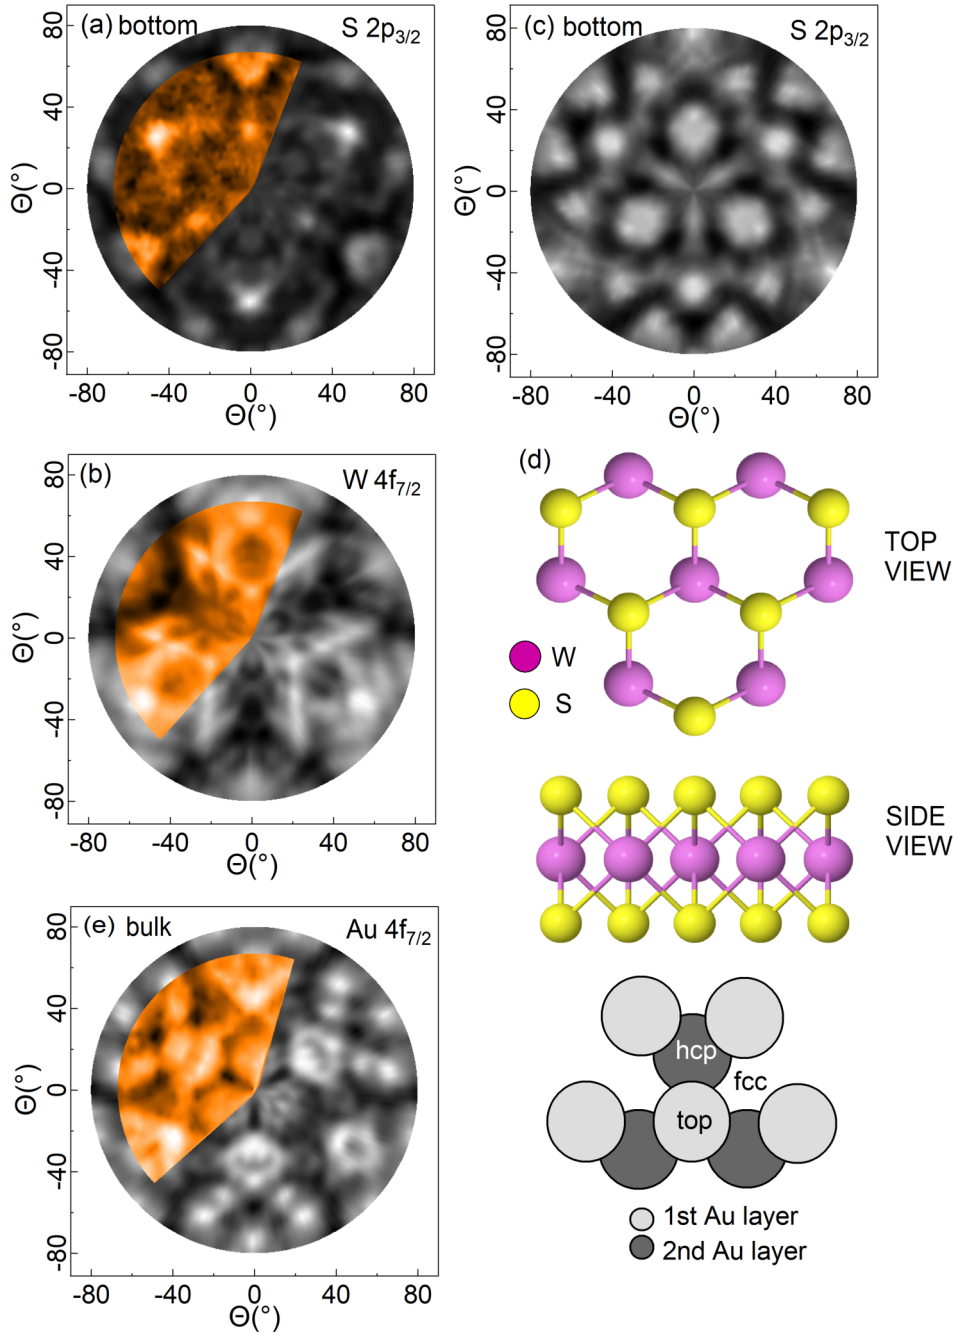 (a) bottom
S 2p3/2
80
40
0
-40
-80
Θ(°)
-80 -40 0 40 80
Θ(°)
(c) bottom
S 2p3/2
80
40
0
-40
-80
Θ(°)
-80 -40 0 40 80
Θ(°)
(b)
W 4f7/2
80
40
0
-40
-80
Θ(°)
-80 -40 0 40 80
Θ(°)
(d)
TOP
VIEW
W
S
SIDE
VIEW
(e) bulk
Au 4f7/2
80
40
0
-40
-80
Θ(°)
-80 -40 0 40 80
Θ(°)
hcp
fcc
top
1st Au layer
2nd Au layer